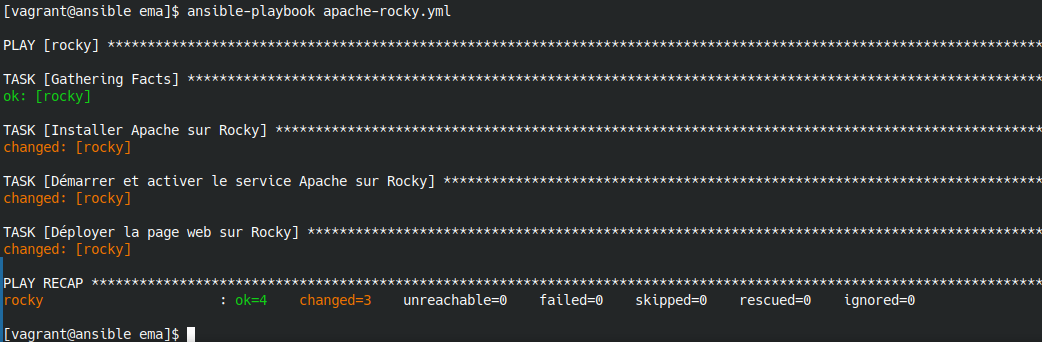 [vagrant@ansible ema]$ ansible-playbook apache-rocky.yml
PLAY [rocky] *********************************************************************************************************************
TASK [Gathering Facts] ***********************************************************************************************************
ok: [rocky]
TASK [Installer Apache sur Rocky] ************************************************************************************************
changed: [rocky]
TASK [Démarrer et activer le service Apache sur Rocky] ***************************************************************************
changed: [rocky]
TASK [Déployer la page web sur Rocky] ********************************************************************************************
changed: [rocky]
PLAY RECAP ***********************************************************************************************************************
rocky                      : ok=4    changed=3    unreachable=0    failed=0    skipped=0    rescued=0    ignored=0
[vagrant@ansible ema]$